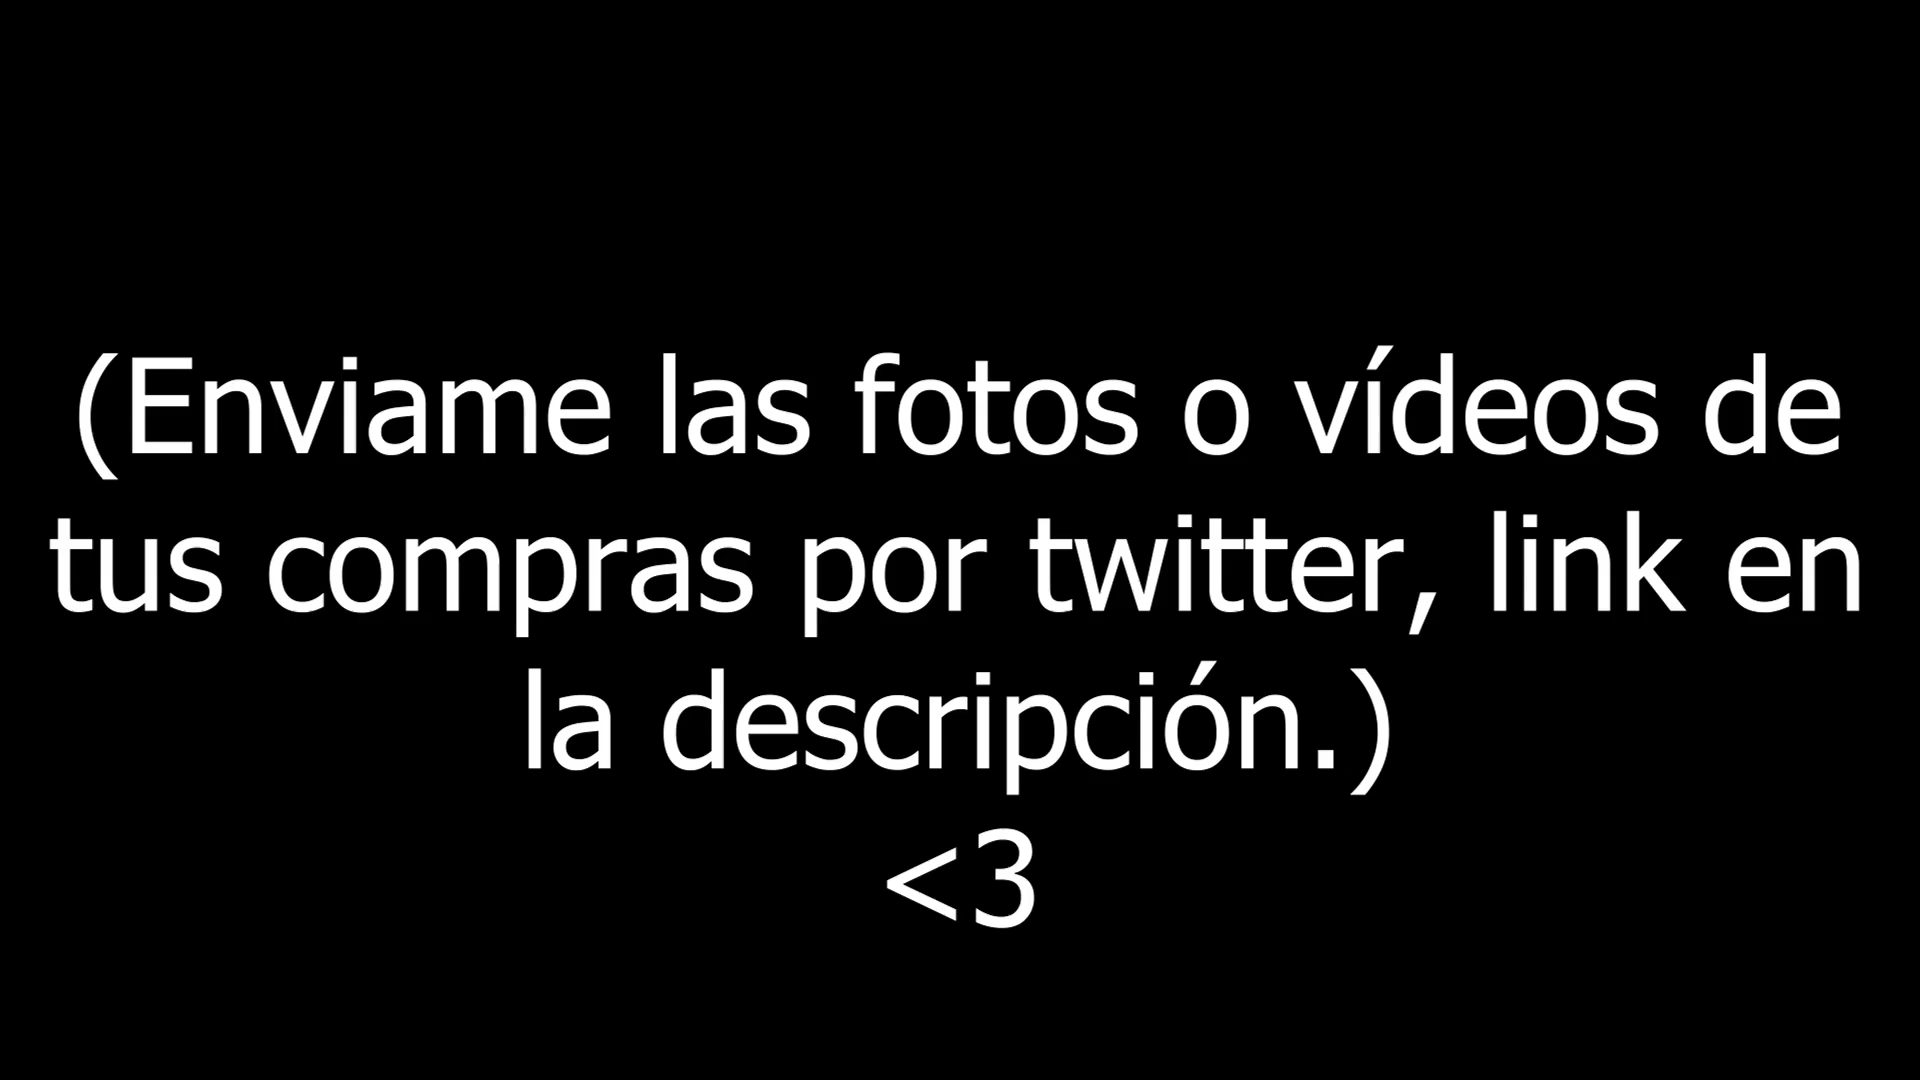 (Enviame las fotos o vídeos de
tus compras por twitter, link en
la descripción.)
<3